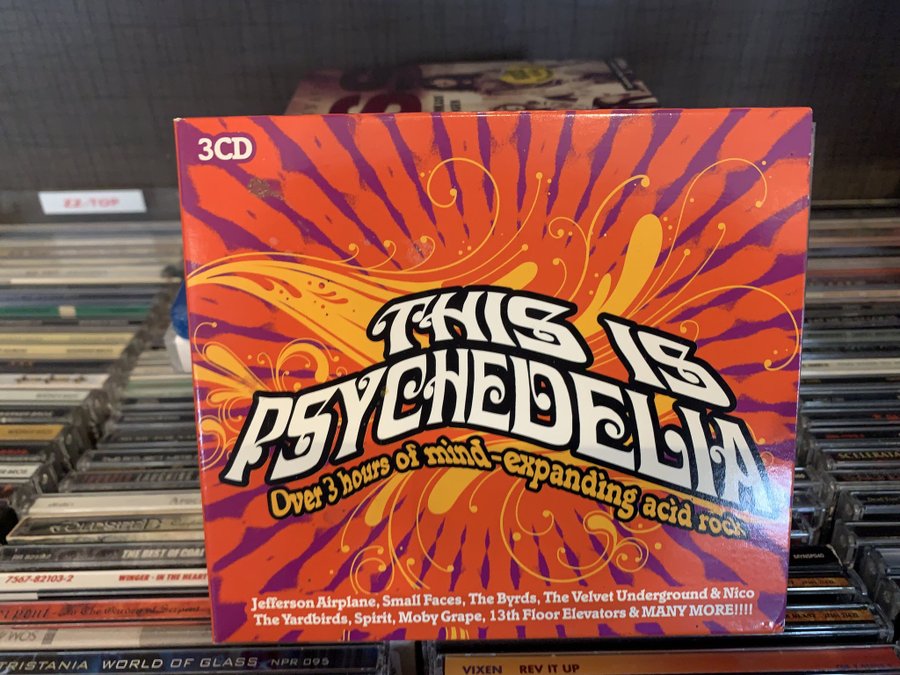 3CD
ZZ-TOP
THIS IS
PSYCHEDELIA
Over 3 hours of mind-expanding acid rock
Jefferson Airplane, Small Faces, The Byrds, The Velvet Underground & Nico
The Yardbirds, Spirit, Moby Grape, 13th Floor Elevators & MANY MORE!!!!
THE BEST OF
7567-82103-2 WINGER - IN THE HEART
TRISTANIA WORLD OF GLASS NPR 095
VIXEN REV IT UP